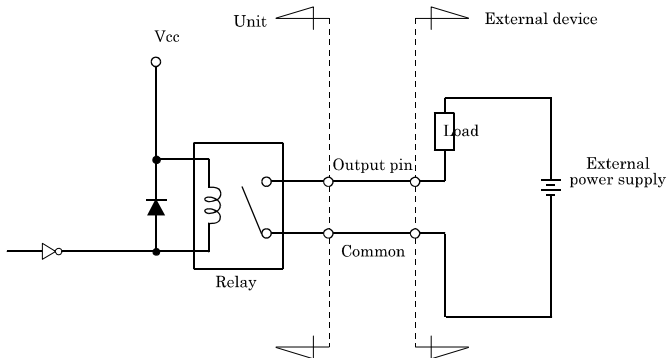 Unit
External device
Vcc
Load
Output pin
External
power supply
Common
Relay